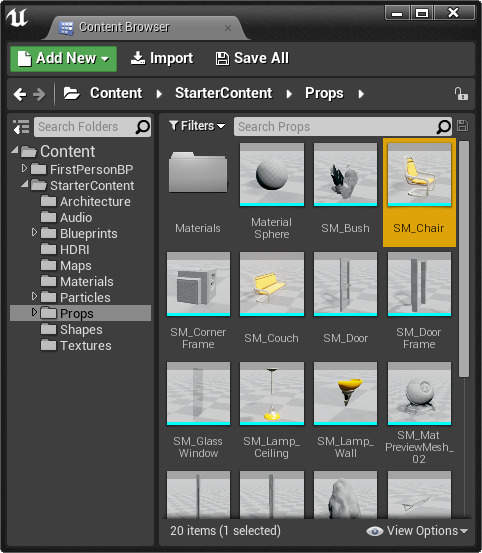 Content Browser
Add New Import Save All
Content StarterContent Props
Search Folders
Filters Search Props
Content
FirstPersonBP
StarterContent
Architecture
Audio
Blueprints
HDRI
Maps
Materials
Particles
Props
Shapes
Textures
Materials
Material
Sphere
SM_Bush
SM_Chair
SM_Corner
Frame
SM_Couch
SM_Door
SM_Door
Frame
SM_Glass
Window
SM_Lamp_
Ceiling
SM_Lamp_
Wall
SM_Mat
PreviewMesh_
02
20 items (1 selected)
View Options